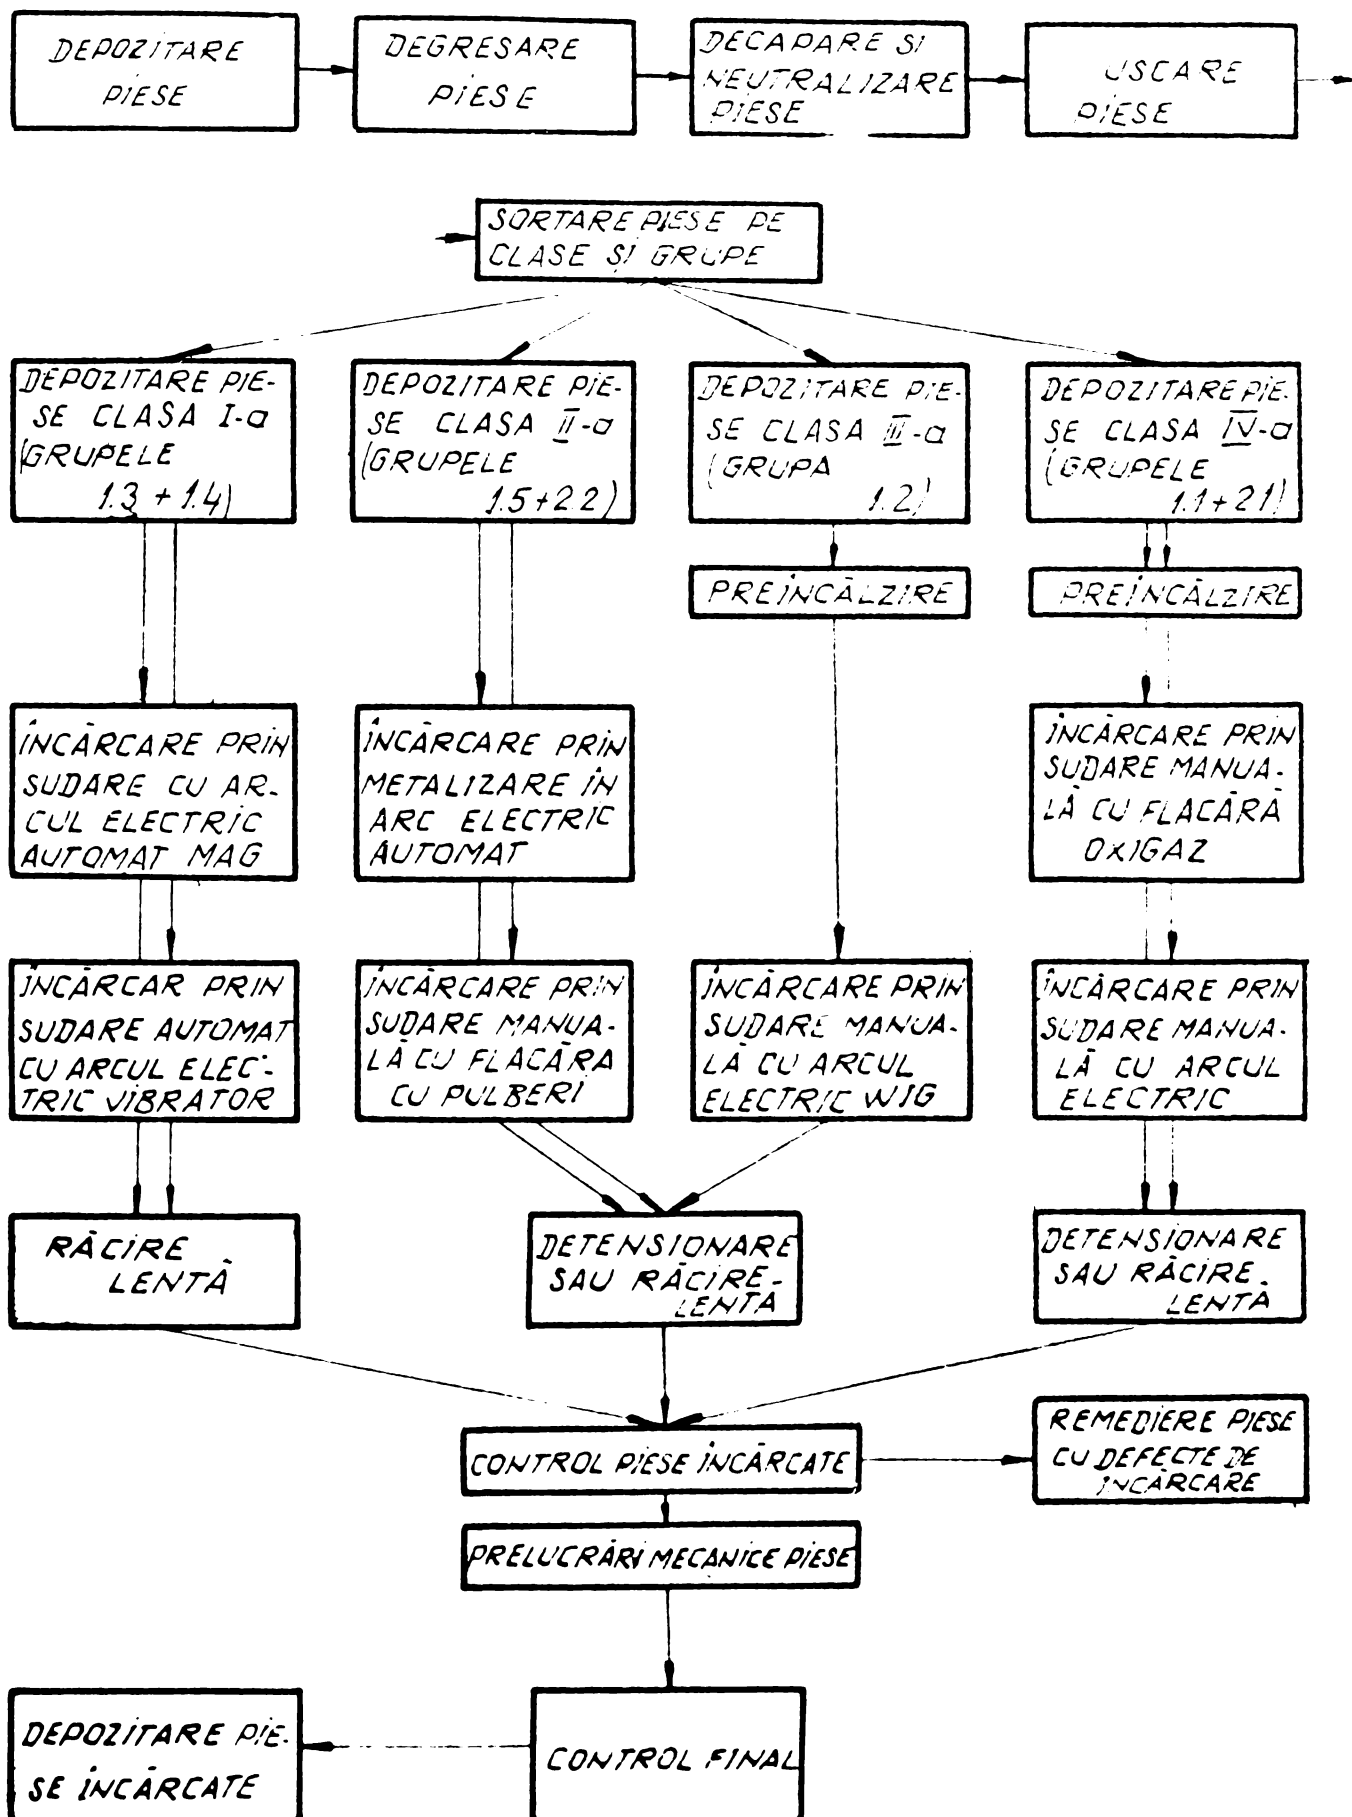 DEPOZITARE
PIESE
DEGRESARE
PIESE
DECAPARE SI
NEUTRALIZARE
PIESE
USCARE
PIESE
SORTARE PIESE PE
CLASE ȘI GRUPE
DEPOZITARE PIE-
SE CLASA I-a
(GRUPELE
1.3 + 1.4)
DEPOZITARE PIE-
SE CLASA II-a
(GRUPELE
1.5+2.2)
DEPOZITARE PIE-
SE CLASA III-a
(GRUPA
1.2)
DEPOZITARE PIE-
SE CLASA IV-a
(GRUPELE
1.1+2.1)
PREÎNCĂLZIRE
PREÎNCĂLZIRE
ÎNCĂRCARE PRIN
SUDARE CU AR-
CUL ELECTRIC
AUTOMAT MAG
ÎNCĂRCARE PRIN
METALIZARE ÎN
ARC ELECTRIC
AUTOMAT
ÎNCĂRCARE PRIN
SUDARE MANUA-
LĂ CU FLACĂRĂ
OXIGAZ
ÎNCĂRCAR PRIN
SUDARE AUTOMAT
CU ARCUL ELEC-
TRIC VIBRATOR
ÎNCĂRCARE PRIN
SUDARE MANUA-
LĂ CU FLACĂRA
CU PULBERI
ÎNCĂRCARE PRIN
SUDARE MANUA-
LĂ CU ARCUL
ELECTRIC WIG
ÎNCĂRCARE PRIN
SUDARE MANUA-
LĂ CU ARCUL
ELECTRIC
RĂCIRE
LENTĂ
DETENSIONARE
SAU RĂCIRE
LENTĂ
DETENSIONARE
SAU RĂCIRE
LENTĂ
CONTROL PIESE ÎNCĂRCATE
REMEDIERE PIESE
CU DEFECTE DE
ÎNCĂRCARE
PRELUCRĂRI MECANICE PIESE
DEPOZITARE PIE-
SE ÎNCĂRCATE
CONTROL FINAL